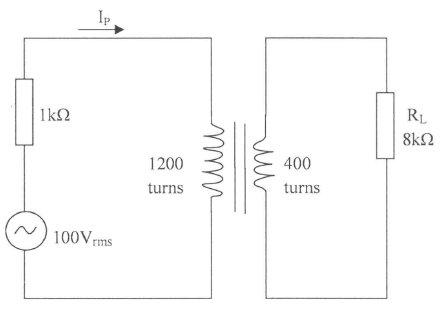 I_P
1kΩ
1200
turns
400
turns
R_L
8kΩ
100V_rms